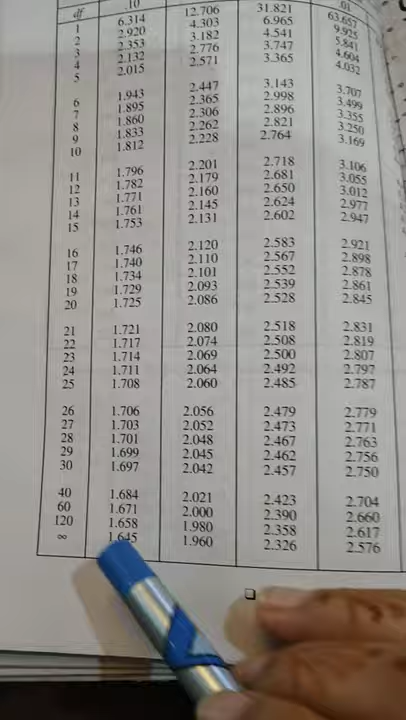 df .10 .01
1 6.314 12.706 31.821 63.657
2 2.920 4.303 6.965 9.925
3 2.353 3.182 4.541 5.841
4 2.132 2.776 3.747 4.604
5 2.015 2.571 3.365 4.032
6 1.943 2.447 3.143 3.707
7 1.895 2.365 2.998 3.499
8 1.860 2.306 2.896 3.355
9 1.833 2.262 2.821 3.250
10 1.812 2.228 2.764 3.169
11 1.796 2.201 2.718 3.106
12 1.782 2.179 2.681 3.055
13 1.771 2.160 2.650 3.012
14 1.761 2.145 2.624 2.977
15 1.753 2.131 2.602 2.947
16 1.746 2.120 2.583 2.921
17 1.740 2.110 2.567 2.898
18 1.734 2.101 2.552 2.878
19 1.729 2.093 2.539 2.861
20 1.725 2.086 2.528 2.845
21 1.721 2.080 2.518 2.831
22 1.717 2.074 2.508 2.819
23 1.714 2.069 2.500 2.807
24 1.711 2.064 2.492 2.797
25 1.708 2.060 2.485 2.787
26 1.706 2.056 2.479 2.779
27 1.703 2.052 2.473 2.771
28 1.701 2.048 2.467 2.763
29 1.699 2.045 2.462 2.756
30 1.697 2.042 2.457 2.750
40 1.684 2.021 2.423 2.704
60 1.671 2.000 2.390 2.660
120 1.658 1.980 2.358 2.617
∞ 1.645 1.960 2.326 2.576